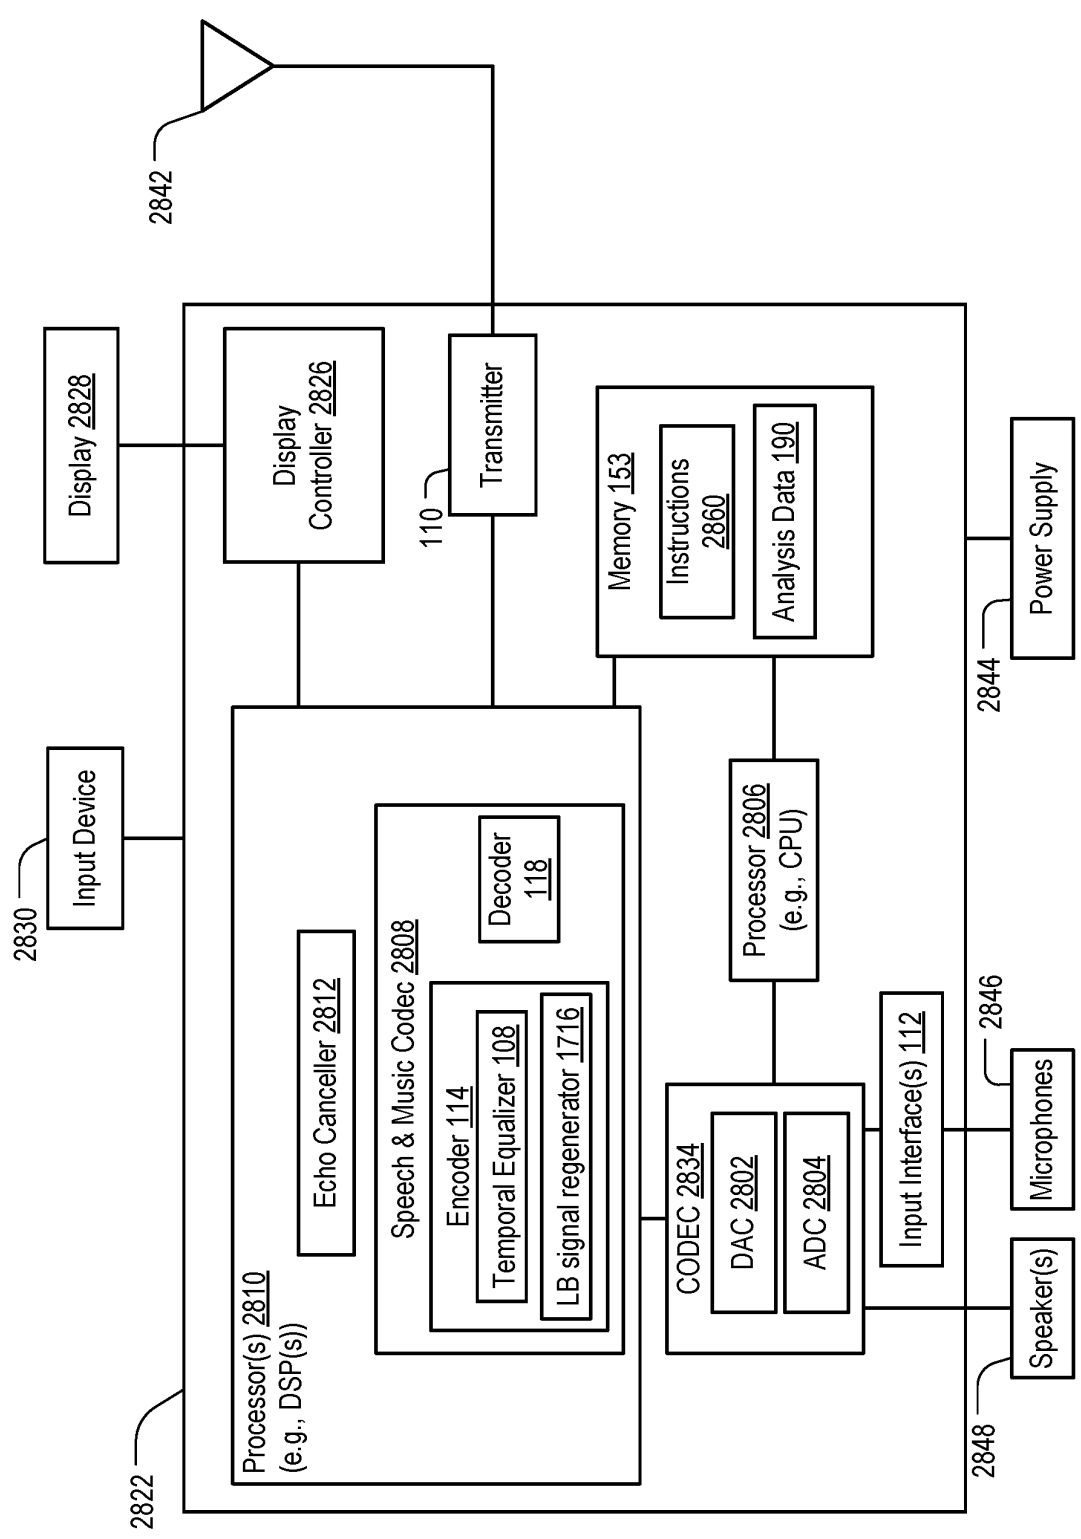 2822
2830
Input Device
Display 2828
2842
Processor(s) 2810
(e.g., DSP(s))
Echo Canceller 2812
Display
Controller 2826
Speech & Music Codec 2808
Encoder 114
Temporal Equalizer 108
LB signal regenerator 1716
Decoder
118
110
Transmitter
CODEC 2834
DAC 2802
ADC 2804
Processor 2806
(e.g., CPU)
Memory 153
Instructions
2860
Analysis Data 190
Input Interface(s) 112
2848
Speaker(s)
2846
Microphones
2844
Power Supply